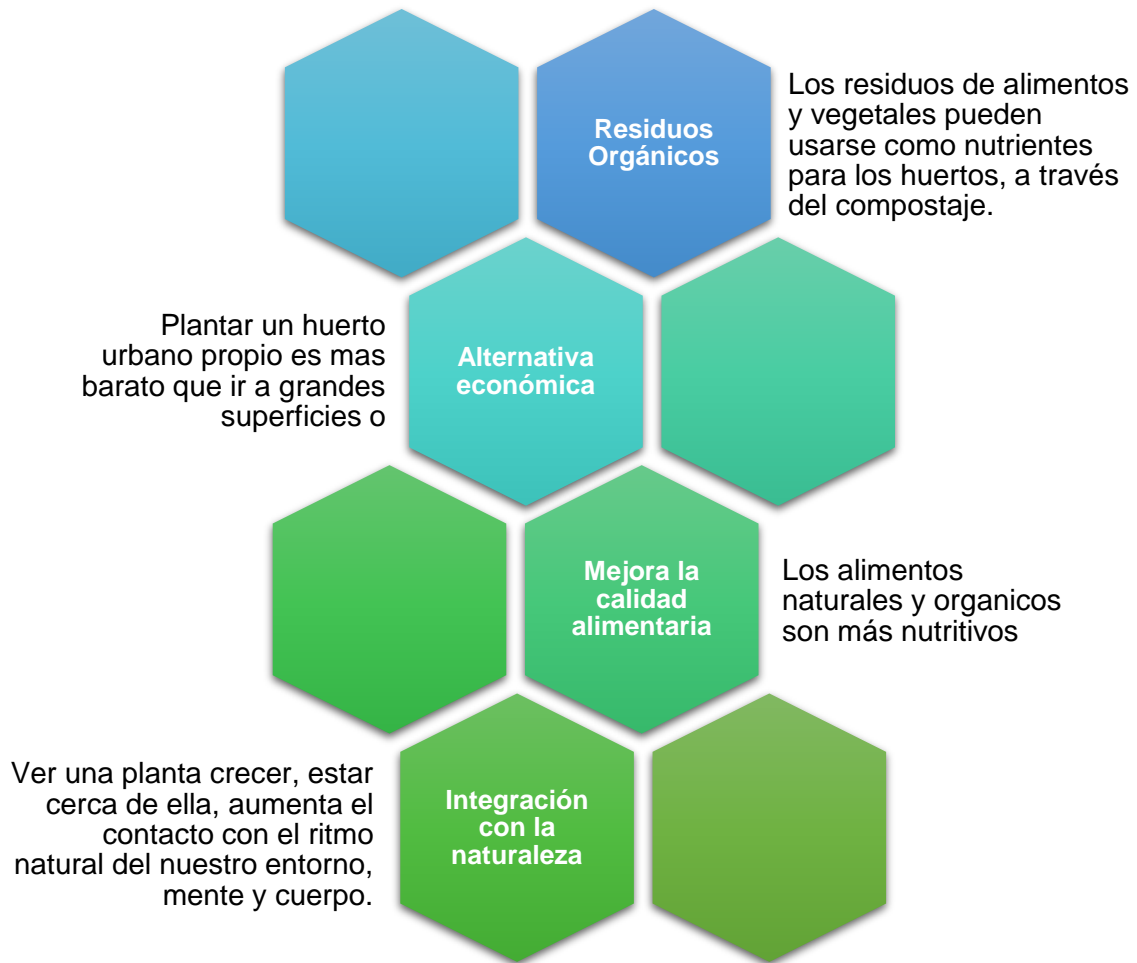 Residuos
Orgánicos
Los residuos de alimentos
y vegetales pueden
usarse como nutrientes
para los huertos, a través
del compostaje.
Plantar un huerto
urbano propio es mas
barato que ir a grandes
superficies o
Alternativa
económica
Mejora la
calidad
alimentaria
Los alimentos
naturales y organicos
son más nutritivos
Ver una planta crecer, estar
cerca de ella, aumenta el
contacto con el ritmo
natural del nuestro entorno,
mente y cuerpo.
Integración
con la
naturaleza